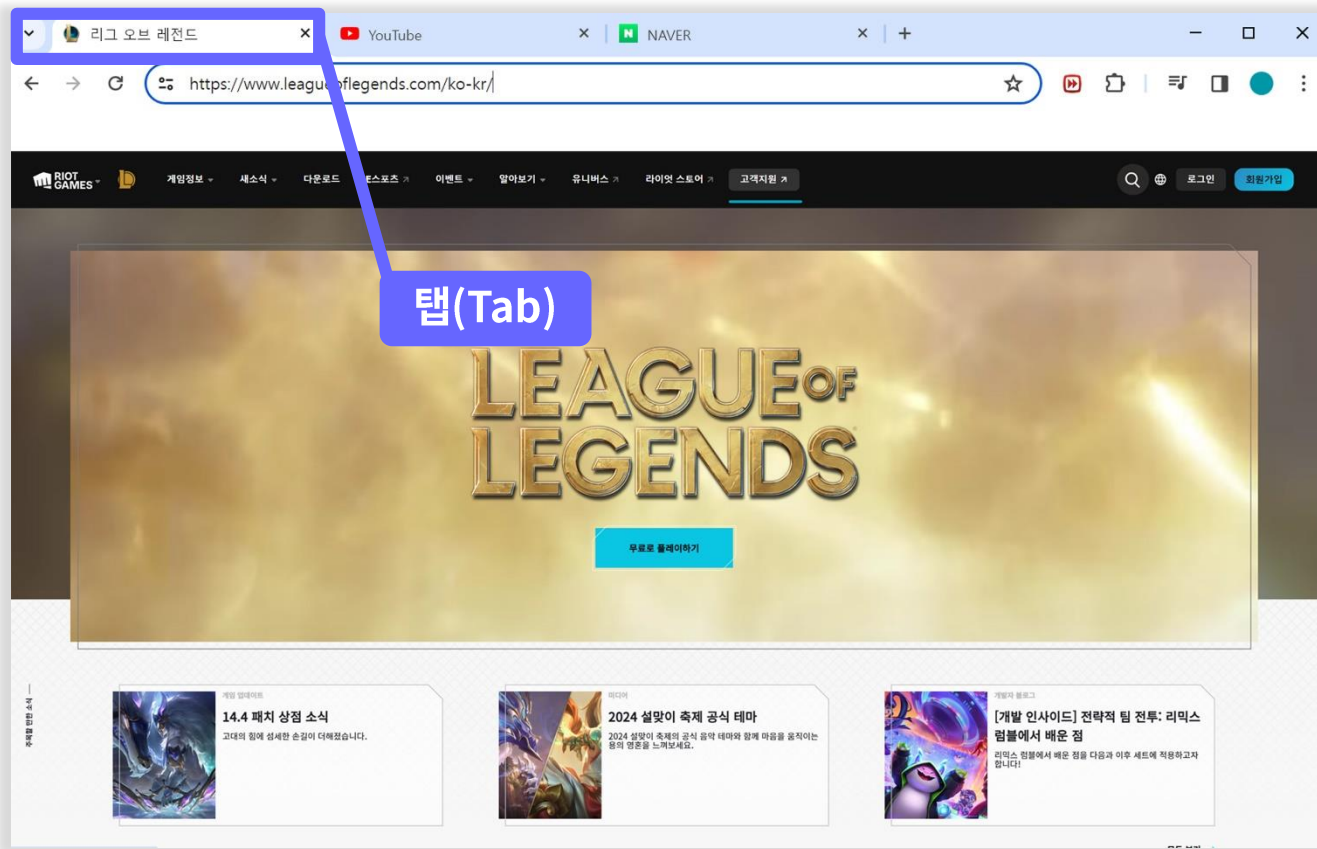 리그 오브 레전드
YouTube
NAVER
https://www.leagueoflegends.com/ko-kr/
RIOT GAMES
게임정보
새소식
다운로드
이벤트
알아보기
유니버스
라이엇 스토어
고객지원
로그인
회원가입
탭(Tab)
LEAGUE OF
LEGENDS
무료로 플레이하기
주목할 만한 소식
게임 업데이트
14.4 패치 상점 소식
고대의 힘에 섬세한 손길이 더해졌습니다.
미디어
2024 설맞이 축제 공식 테마
2024 설맞이 축제의 공식 음악 테마와 함께 마음을 움직이는
용의 영혼을 느껴보세요.
개발자 블로그
[개발 인사이드] 전략적 팀 전투: 리믹스
럼블에서 배운 점
리믹스 럼블에서 배운 점을 다음과 이후 세트에 적용하고자
합니다!